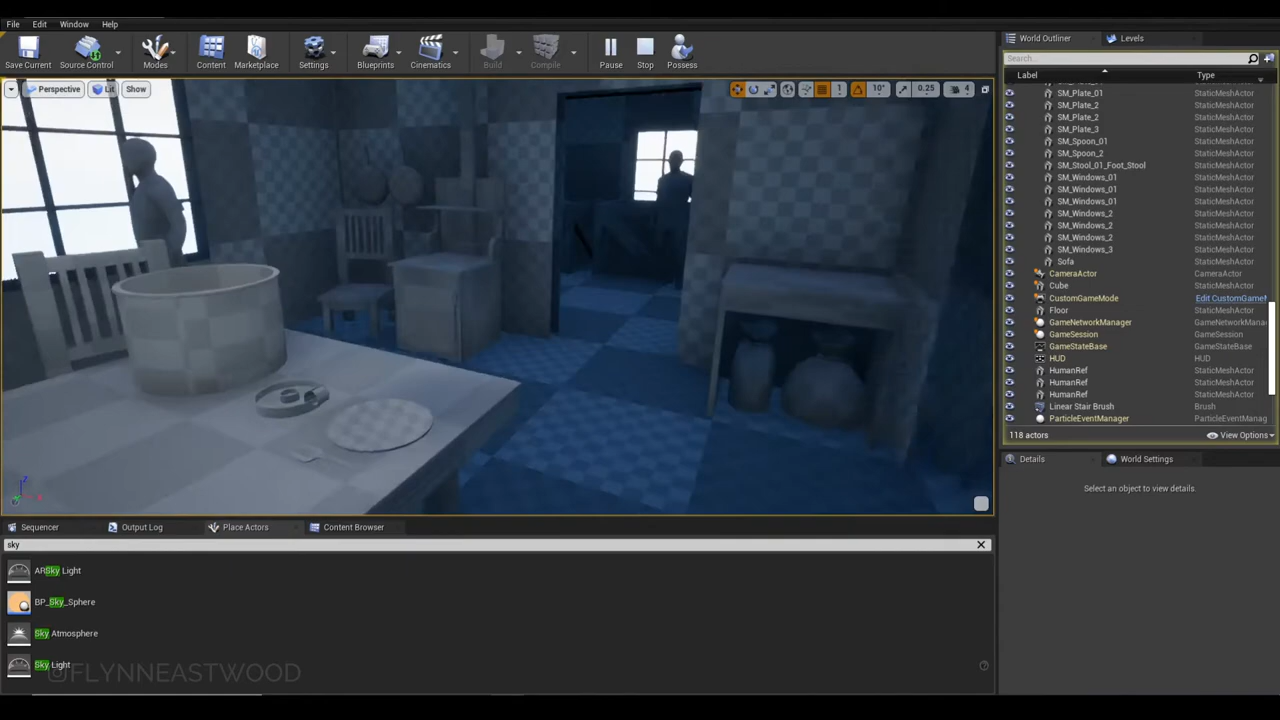 File Edit Window Help
World Outliner Levels
Save Current Source Control Modes Content Marketplace Settings Blueprints Cinematics Build Compile Pause Stop Possess
Search...
Label Type
Perspective Lit Show 1 10° 0.25 4
SM_Plate_01 StaticMeshActor
SM_Plate_2 StaticMeshActor
SM_Plate_2 StaticMeshActor
SM_Plate_3 StaticMeshActor
SM_Spoon_01 StaticMeshActor
SM_Spoon_2 StaticMeshActor
SM_Stool_01_Foot_Stool StaticMeshActor
SM_Windows_01 StaticMeshActor
SM_Windows_01 StaticMeshActor
SM_Windows_01 StaticMeshActor
SM_Windows_2 StaticMeshActor
SM_Windows_2 StaticMeshActor
SM_Windows_2 StaticMeshActor
SM_Windows_3 StaticMeshActor
Sofa StaticMeshActor
CameraActor CameraActor
Cube StaticMeshActor
CustomGameMode Edit CustomGameM
Floor StaticMeshActor
GameNetworkManager GameNetworkMana
GameSession GameSession
GameStateBase GameStateBase
HUD HUD
HumanRef StaticMeshActor
HumanRef StaticMeshActor
HumanRef StaticMeshActor
Linear Stair Brush Brush
ParticleEventManager ParticleEventManag
118 actors View Options
Details World Settings
Select an object to view details.
Sequencer Output Log Place Actors Content Browser
sky
ARSky Light
BP_Sky_Sphere
Sky Atmosphere
Sky Light
@FLYNNEASTWOOD